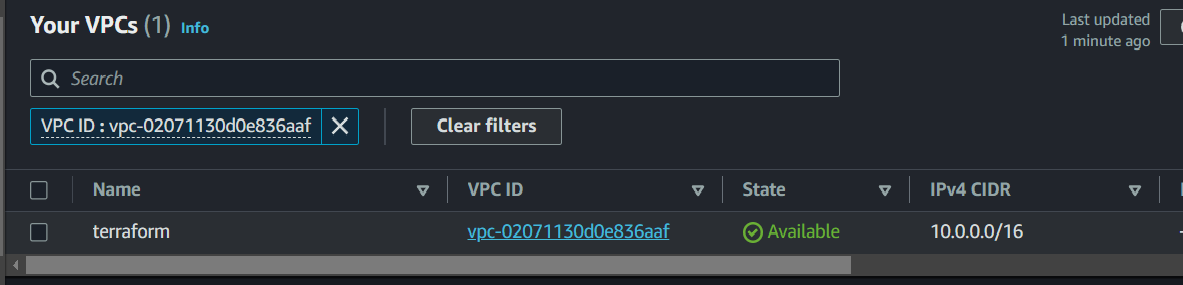 Your VPCs (1) Info
Last updated
1 minute ago
Search
VPC ID : vpc-02071130d0e836aaf
Clear filters
Name VPC ID State IPv4 CIDR
terraform vpc-02071130d0e836aaf Available 10.0.0.0/16